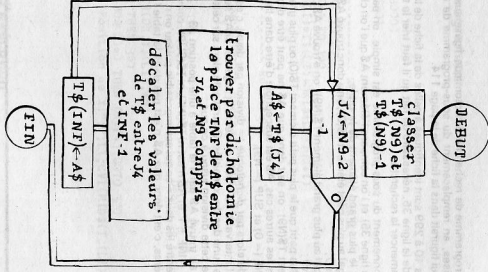 DEBUT
classer
T$(N9) et
T$(N9)-1
J4←N9-2
-1
0
A$←T$(J4)
trouver par dichotomie
la place INF de A$ entre
J4 et N9 compris
décaler les valeurs
de T$ entre J4
et INF-1
T$(INF)←A$
FIN